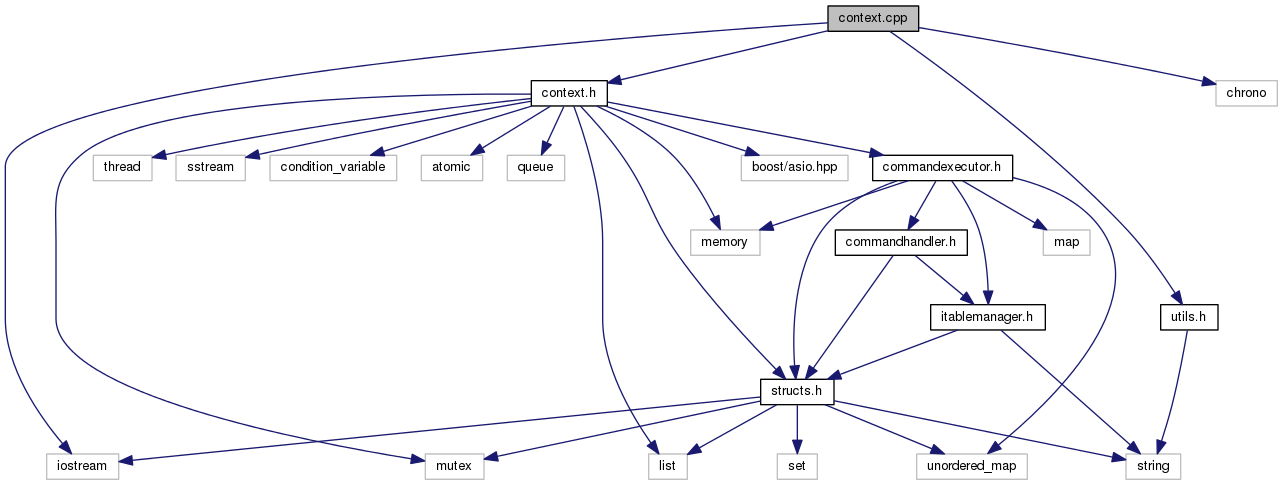 context.cpp
context.h
chrono
thread
sstream
condition_variable
atomic
queue
boost/asio.hpp
commandexecutor.h
memory
commandhandler.h
map
itablemanager.h
utils.h
structs.h
iostream
mutex
list
set
unordered_map
string